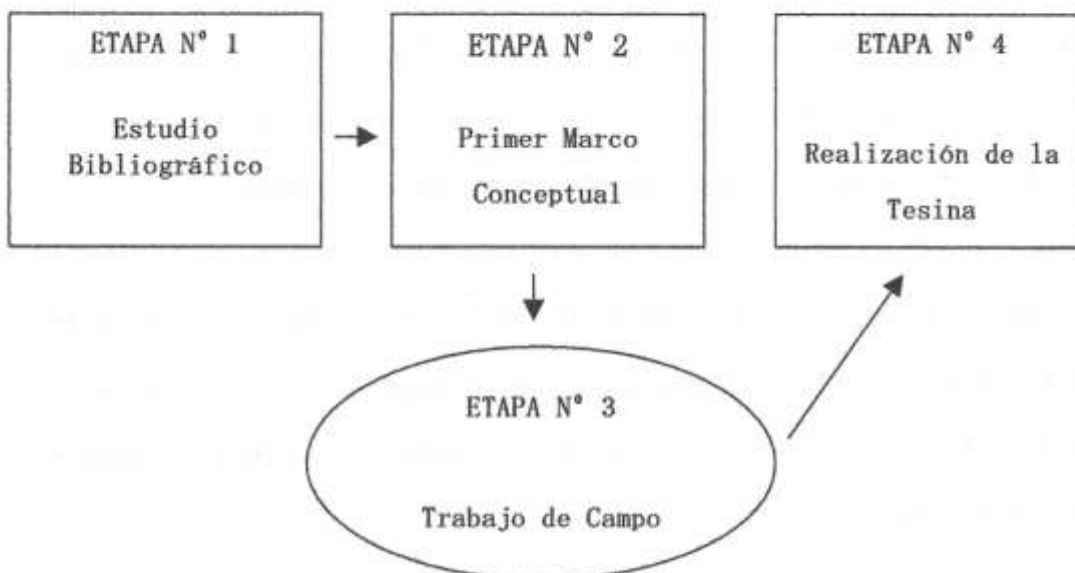 ETAPA N° 1
Estudio
Bibliográfico
ETAPA N° 2
Primer Marco
Conceptual
ETAPA N° 4
Realización de la
Tesina
ETAPA N° 3
Trabajo de Campo